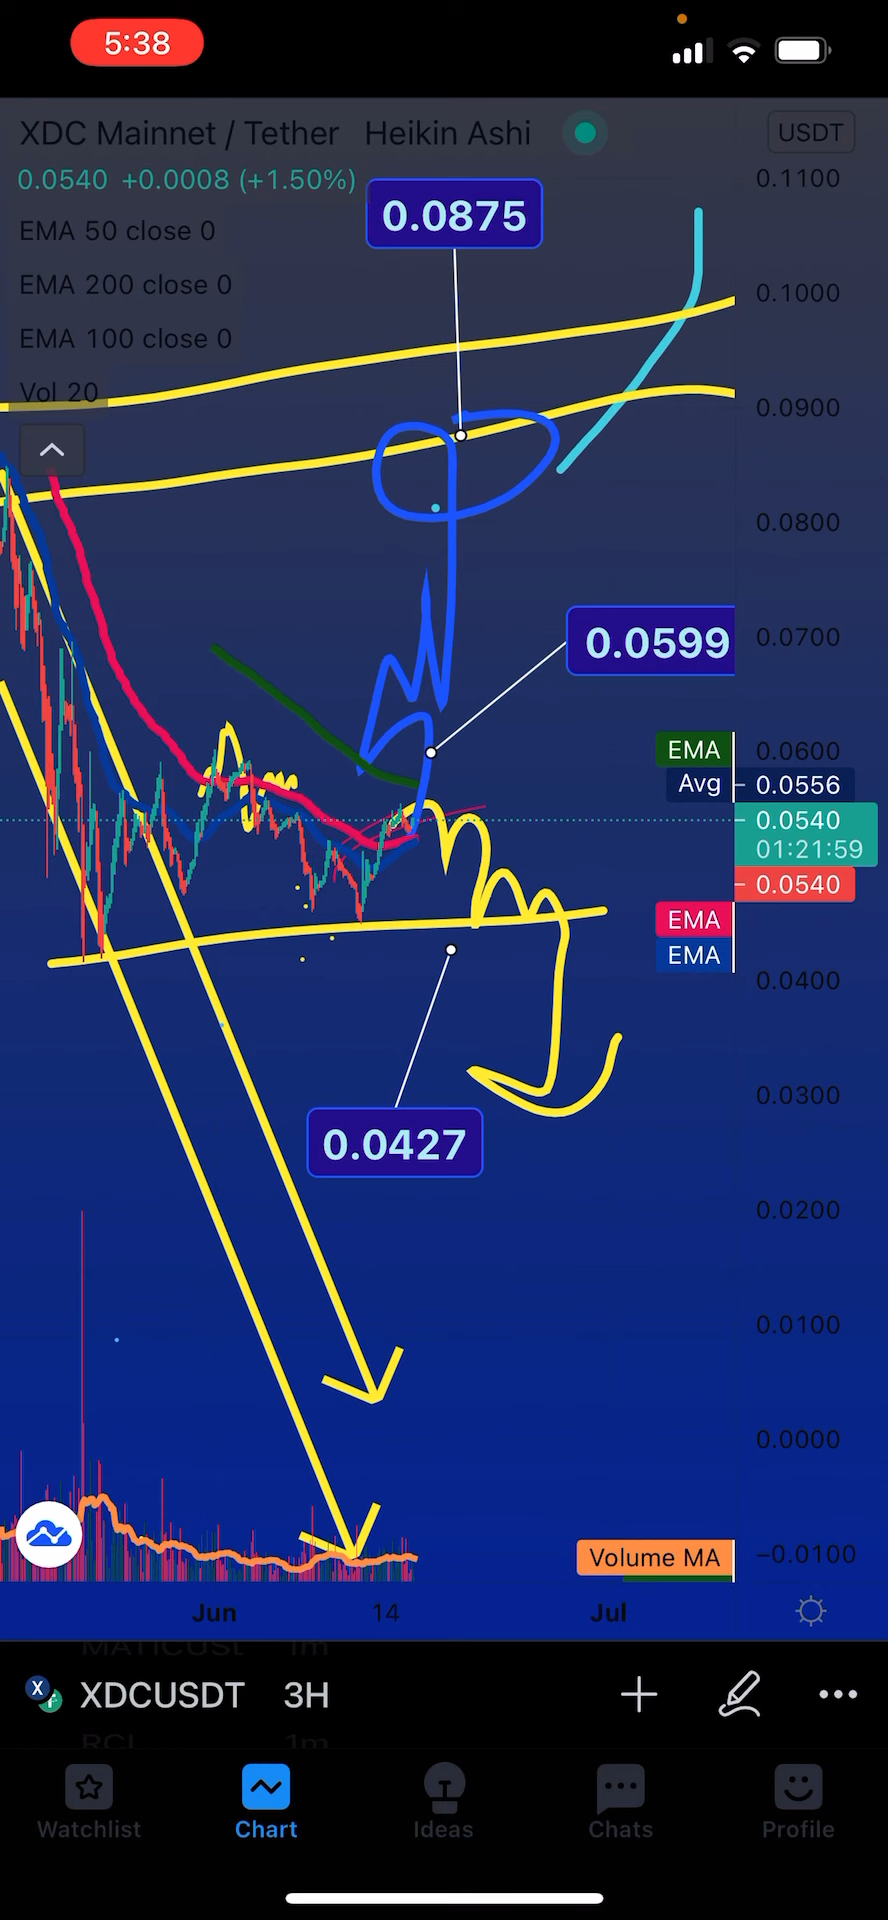 5:38
XDC Mainnet / Tether Heikin Ashi
USDT
0.0540 +0.0008 (+1.50%)
0.1100
0.0875
EMA 50 close 0
EMA 200 close 0
0.1000
EMA 100 close 0
Vol 20
0.0900
0.0800
0.0599
0.0700
EMA
0.0600
Avg
0.0556
0.0540
01:21:59
0.0540
EMA
EMA
0.0400
0.0300
0.0427
0.0200
0.0100
0.0000
Volume MA
−0.0100
Jun 14 Jul
MATICUSD 1m
X XDCUSDT 3H
1m
Watchlist
Chart
Ideas
Chats
Profile